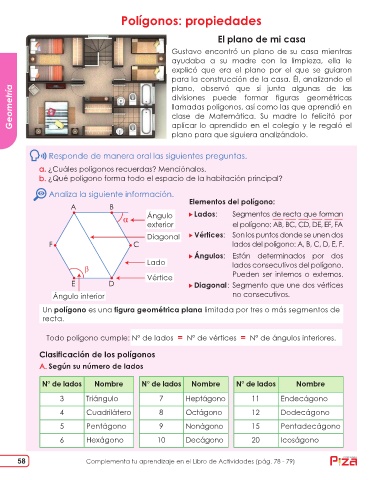 Polígonos: propiedades
Geometría
El plano de mi casa
Gustavo encontró un plano de su casa mientras
ayudaba a su madre con la limpieza, ella le
explicó que era el plano por el que se guiaron
para la construcción de la casa. Él, analizando el
plano, observó que si junta algunas de las
divisiones puede formar figuras geométricas
llamadas polígonos, así como las que aprendió en
clase de Matemática. Su madre lo felicitó por
aplicar lo aprendido en el colegio y le regaló el
plano para que siguiera analizándolo.
Responde de manera oral las siguientes preguntas.
a. ¿Cuáles polígonos recuerdas? Menciónalos.
b. ¿Qué polígono forma todo el espacio de la habitación principal?
Analiza la siguiente información.
A B
α
Ángulo
exterior
Diagonal
F C
Lado
β
Vértice
E D
Ángulo interior
Elementos del polígono:
Lados: Segmentos de recta que forman
el polígono: AB, BC, CD, DE, EF, FA
Vértices: Son los puntos donde se unen dos
lados del polígono: A, B, C, D, E, F.
Ángulos: Están determinados por dos
lados consecutivos del polígono.
Pueden ser internos o externos.
Diagonal: Segmento que une dos vértices
no consecutivos.
Un polígono es una figura geométrica plana limitada por tres o más segmentos de
recta.
Todo polígono cumple: N° de lados = N° de vértices = N° de ángulos interiores.
Clasificación de los polígonos
A. Según su número de lados
N° de lados Nombre N° de lados Nombre N° de lados Nombre
3 Triángulo 7 Heptágono 11 Endecágono
4 Cuadrilátero 8 Octágono 12 Dodecágono
5 Pentágono 9 Nonágono 15 Pentadecágono
6 Hexágono 10 Decágono 20 Icoságono
58 Complementa tu aprendizaje en el Libro de Actividades (pág. 78 - 79)